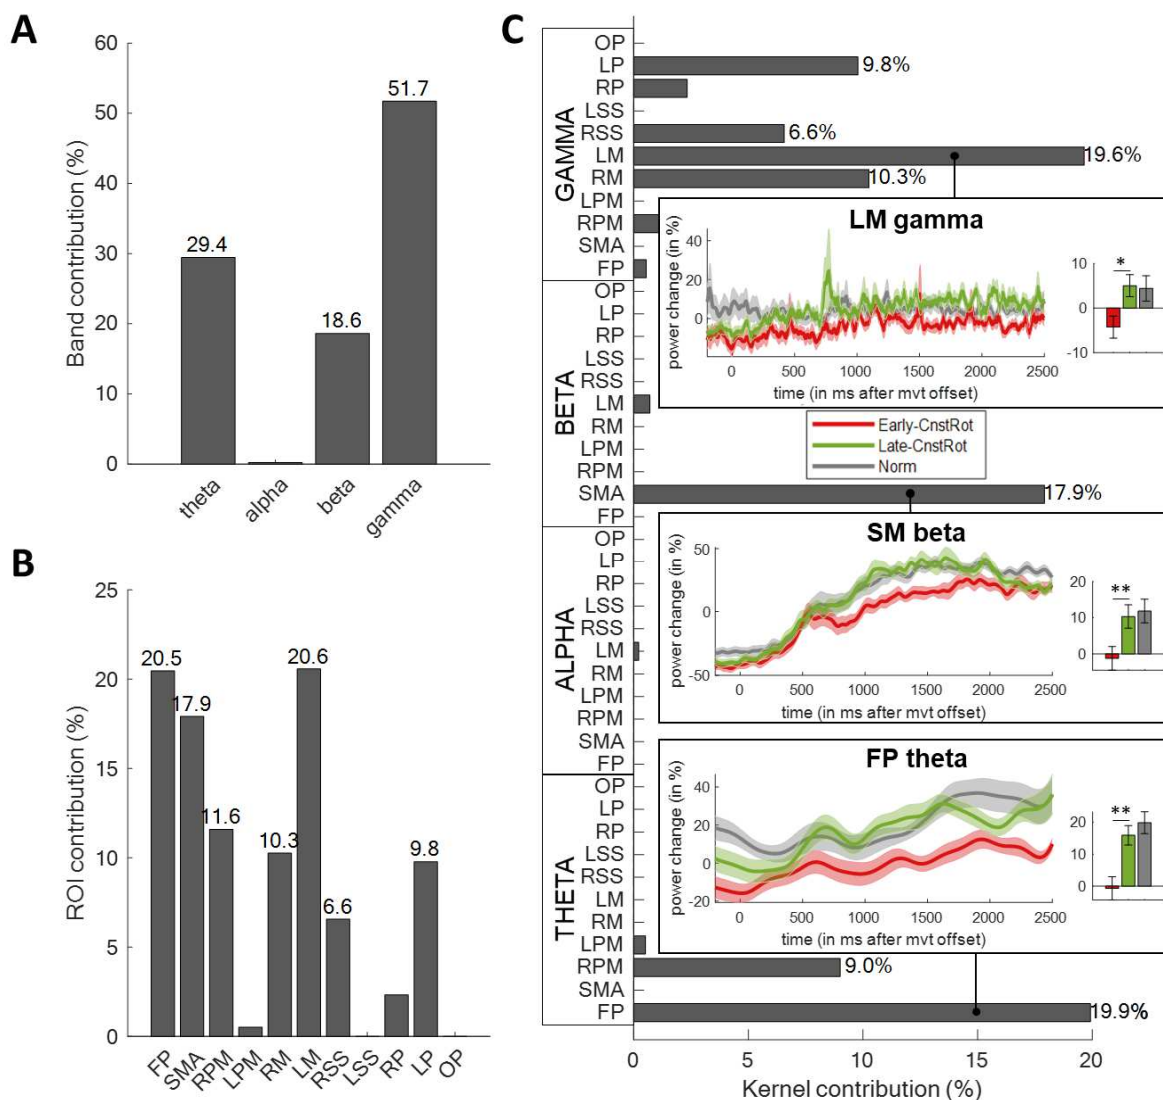 A
60
50
40
30
20
10
0
Band contribution (%)
29.4
18.6
51.7
theta
alpha
beta
gamma
B
25
20
15
10
5
0
ROI contribution (%)
20.5
17.9
11.6
10.3
20.6
6.6
9.8
FP
SMA
RPM
LPM
RM
LM
RSS
LSS
RP
LP
OP
C
GAMMA
OP
LP
9.8%
RP
LSS
RSS
6.6%
LM
19.6%
RM
10.3%
LPM
RPM
SMA
FP
LM gamma
power change (in %)
40
20
0
0
500
1000
1500
2000
2500
time (in ms after mvt offset)
*
10
0
-10
BETA
OP
LP
RP
LSS
RSS
LM
RM
LPM
RPM
SMA
17.9%
FP
Early-CnstRot
Late-CnstRot
Norm
SM beta
power change (in %)
50
0
-50
0
500
1000
1500
2000
2500
time (in ms after mvt offset)
**
20
10
0
ALPHA
OP
LP
RP
LSS
RSS
LM
RM
LPM
RPM
SMA
FP
FP theta
power change (in %)
40
20
0
-20
0
500
1000
1500
2000
2500
time (in ms after mvt offset)
**
20
10
0
THETA
OP
LP
RP
LSS
RSS
LM
RM
LPM
RPM
9.0%
SMA
FP
19.9%
0
5
10
15
20
Kernel contribution (%)